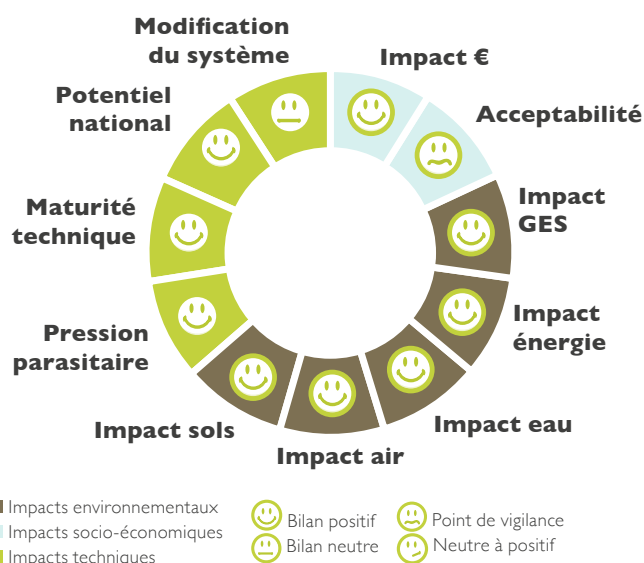 Modification
du système
Impact €
Potentiel
national
Acceptabilité
Maturité
technique
Impact
GES
Pression
parasitaire
Impact
énergie
Impact sols
Impact eau
Impact air
Impacts environnementaux
Impacts socio-économiques
Impacts techniques
Bilan positif
Bilan neutre
Point de vigilance
Neutre à positif